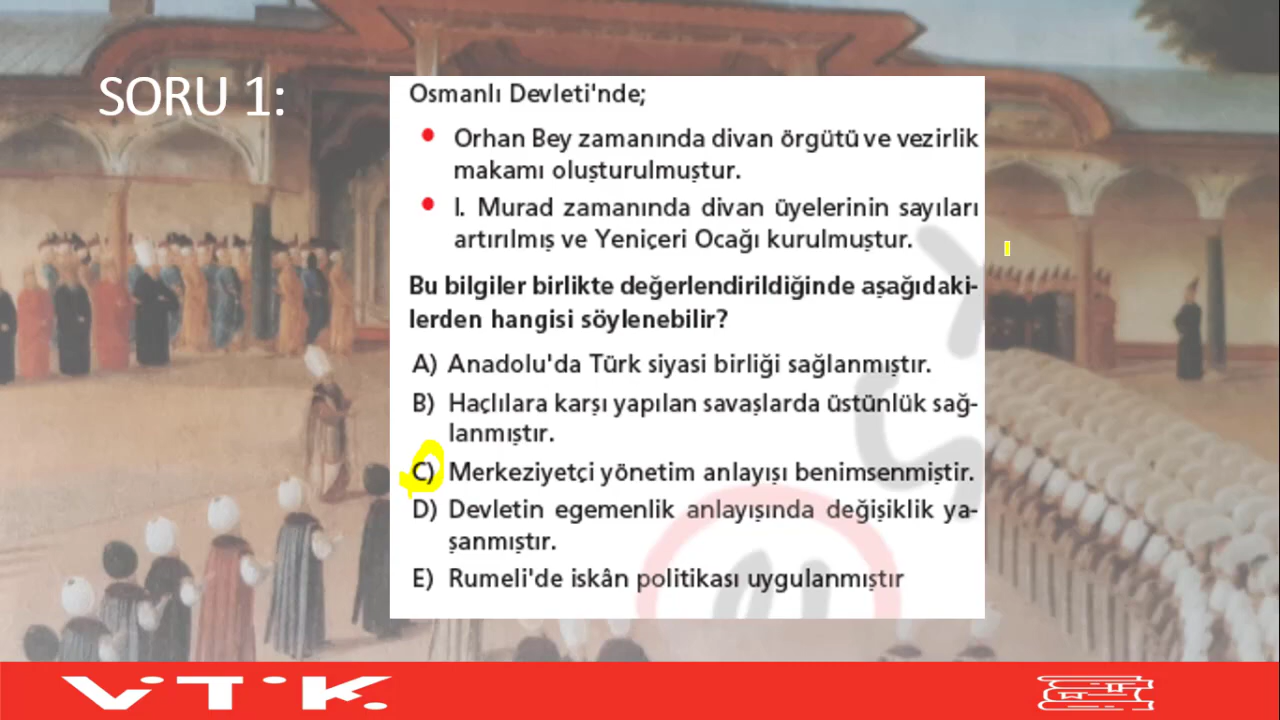 SORU 1:
Osmanlı Devleti'nde;
• Orhan Bey zamanında divan örgütü ve vezirlik
makamı oluşturulmuştur.
• I. Murad zamanında divan üyelerinin sayıları
artırılmış ve Yeniçeri Ocağı kurulmuştur.
Bu bilgiler birlikte değerlendirildiğinde aşağıdaki-
lerden hangisi söylenebilir?
A) Anadolu'da Türk siyasi birliği sağlanmıştır.
B) Haçlılara karşı yapılan savaşlarda üstünlük sağ-
lanmıştır.
C) Merkeziyetçi yönetim anlayışı benimsenmiştir.
D) Devletin egemenlik anlayışında değişiklik ya-
şanmıştır.
E) Rumeli'de iskân politikası uygulanmıştır
VTK